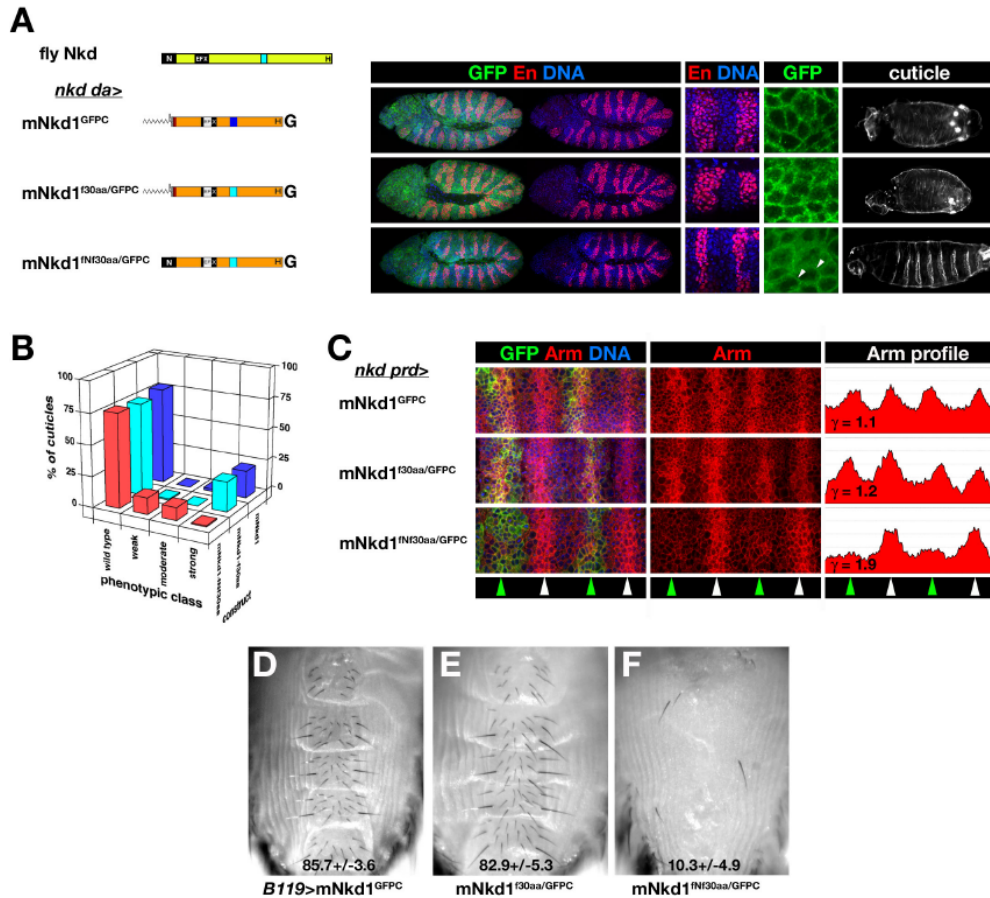 A
fly Nkd
N
EFX
H
nkd da>
mNkd1GFPC
EF X
H
G
mNkd1f30aa/GFPC
EF X
H
G
mNkd1fNf30aa/GFPC
N
EF X
H
G
GFP En DNA
En DNA
GFP
cuticle
B
% of cuticles
100
75
50
25
0
100
75
50
25
0
wild type
weak
moderate
strong
phenotypic class
construct
C
nkd prd>
GFP Arm DNA
Arm
Arm profile
mNkd1GFPC
γ = 1.1
mNkd1f30aa/GFPC
γ = 1.2
mNkd1fNf30aa/GFPC
γ = 1.9
D
E
F
85.7+/-3.6
82.9+/-5.3
10.3+/-4.9
B119>mNkd1GFPC
mNkd1f30aa/GFPC
mNkd1fNf30aa/GFPC